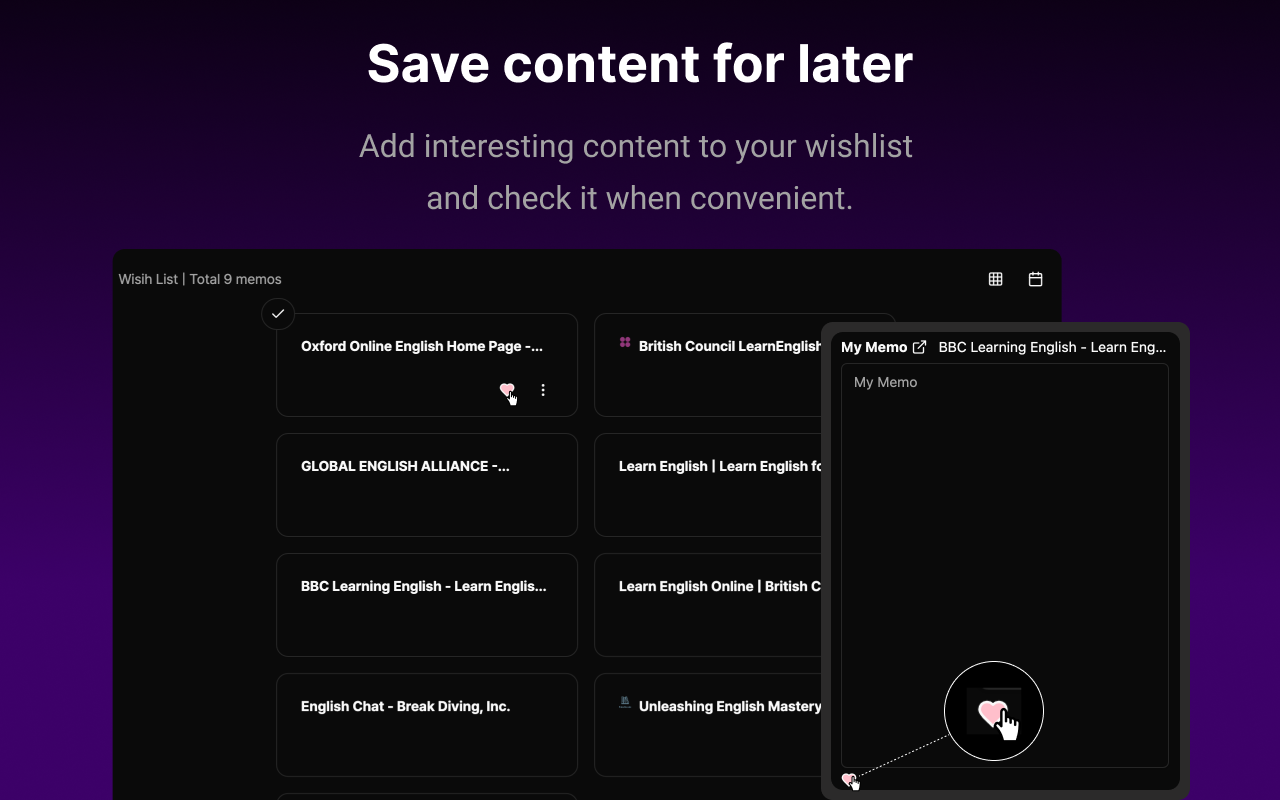 Save content for later
Add interesting content to your wishlist
and check it when convenient.
Wisih List | Total 9 memos
Oxford Online English Home Page -...
British Council LearnEnglish
GLOBAL ENGLISH ALLIANCE -...
Learn English | Learn English fo
BBC Learning English - Learn Englis...
Learn English Online | British C
English Chat - Break Diving, Inc.
Unleashing English Mastery
My Memo BBC Learning English - Learn Eng...
My Memo